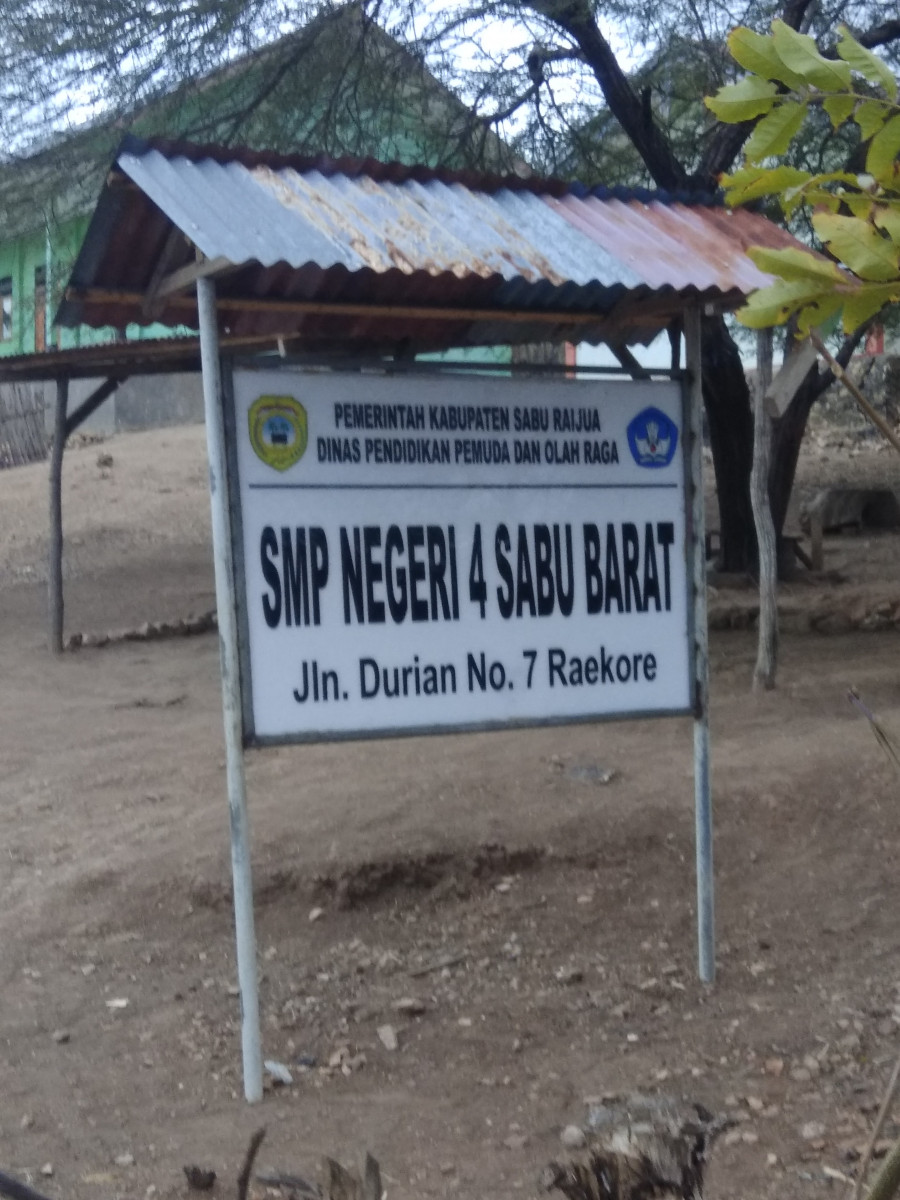 PEMERINTAH KABUPATEN SABU RAIJUA
DINAS PENDIDIKAN PEMUDA DAN OLAH RAGA
SMP NEGERI 4 SABU BARAT
Jln. Durian No. 7 Raekore